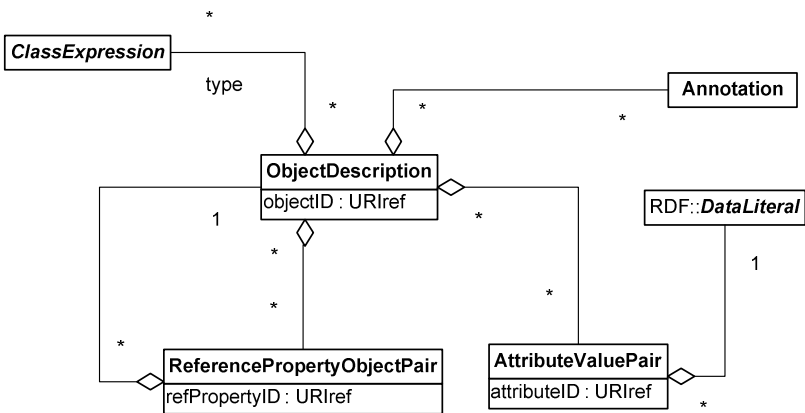 *
ClassExpression
type
*
*
*
Annotation
ObjectDescription
objectID : URIref
1
*
*
RDF::DataLiteral
1
*
*
*
ReferencePropertyObjectPair
refPropertyID : URIref
AttributeValuePair
attributeID : URIref
*